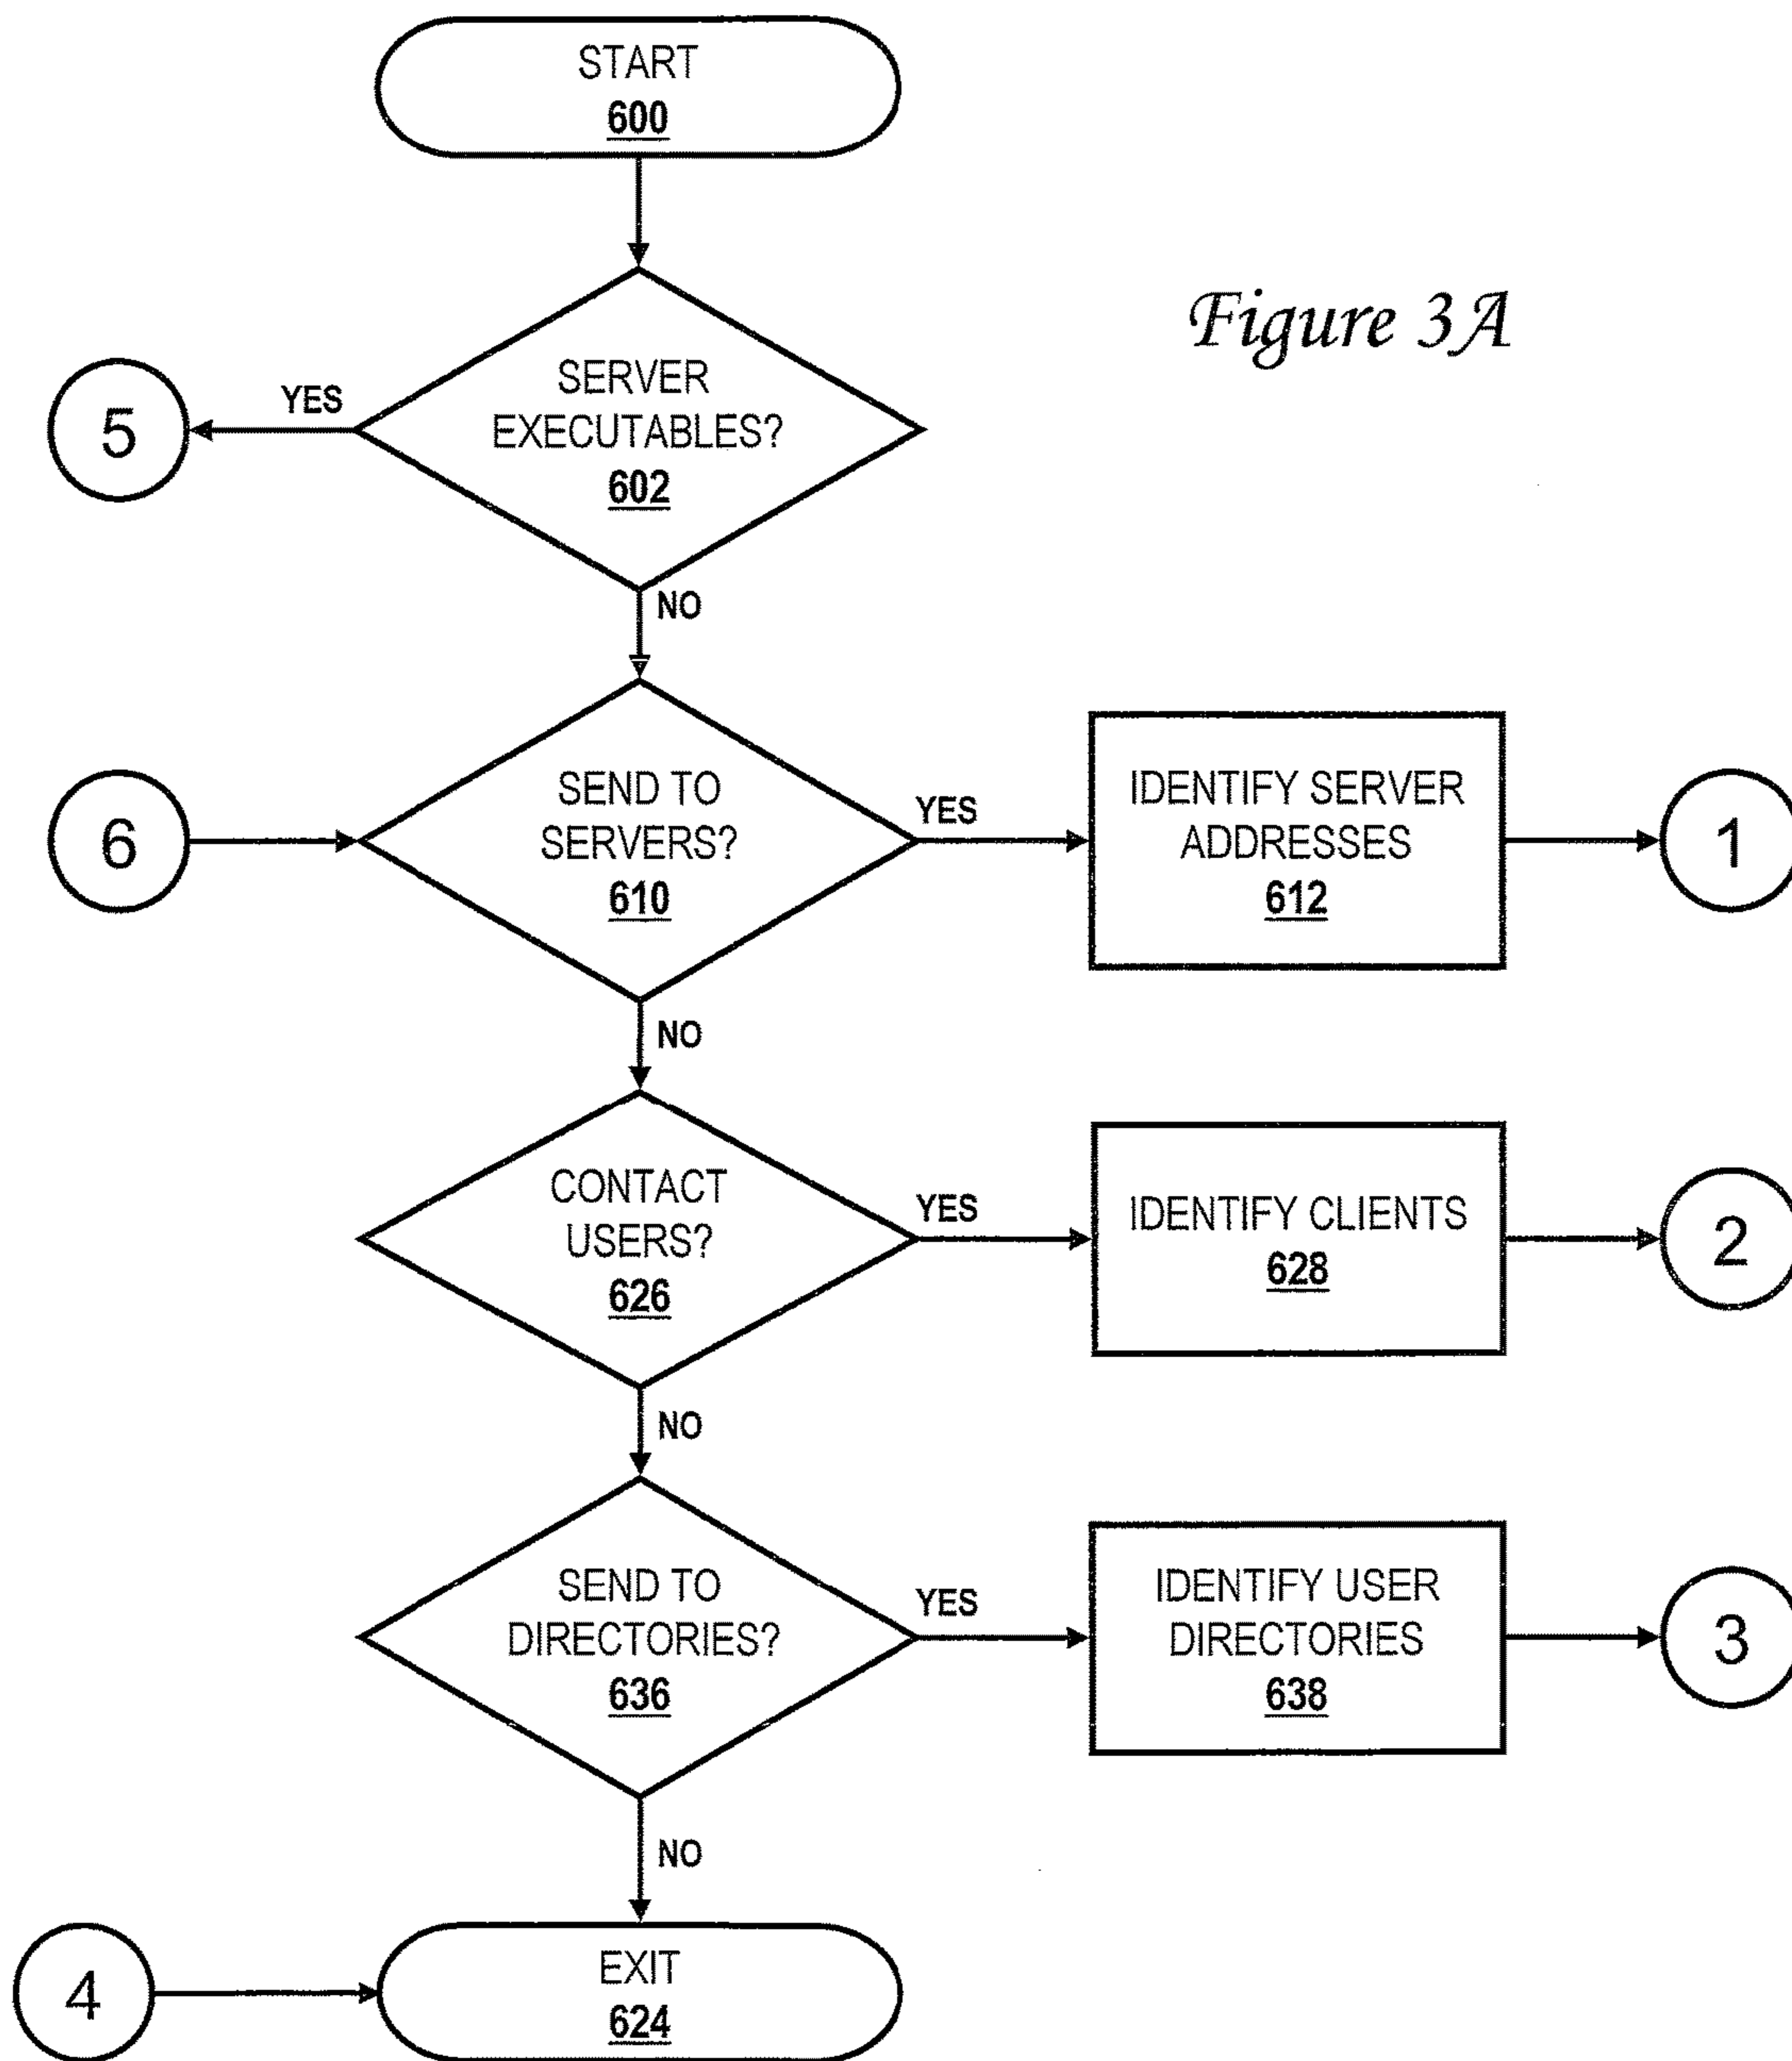 START
600
Figure 3A
SERVER
EXECUTABLES?
602
YES
5
NO
6
SEND TO
SERVERS?
610
YES
IDENTIFY SERVER
ADDRESSES
612
1
NO
CONTACT
USERS?
626
YES
IDENTIFY CLIENTS
628
2
NO
SEND TO
DIRECTORIES?
636
YES
IDENTIFY USER
DIRECTORIES
638
3
NO
4
EXIT
624